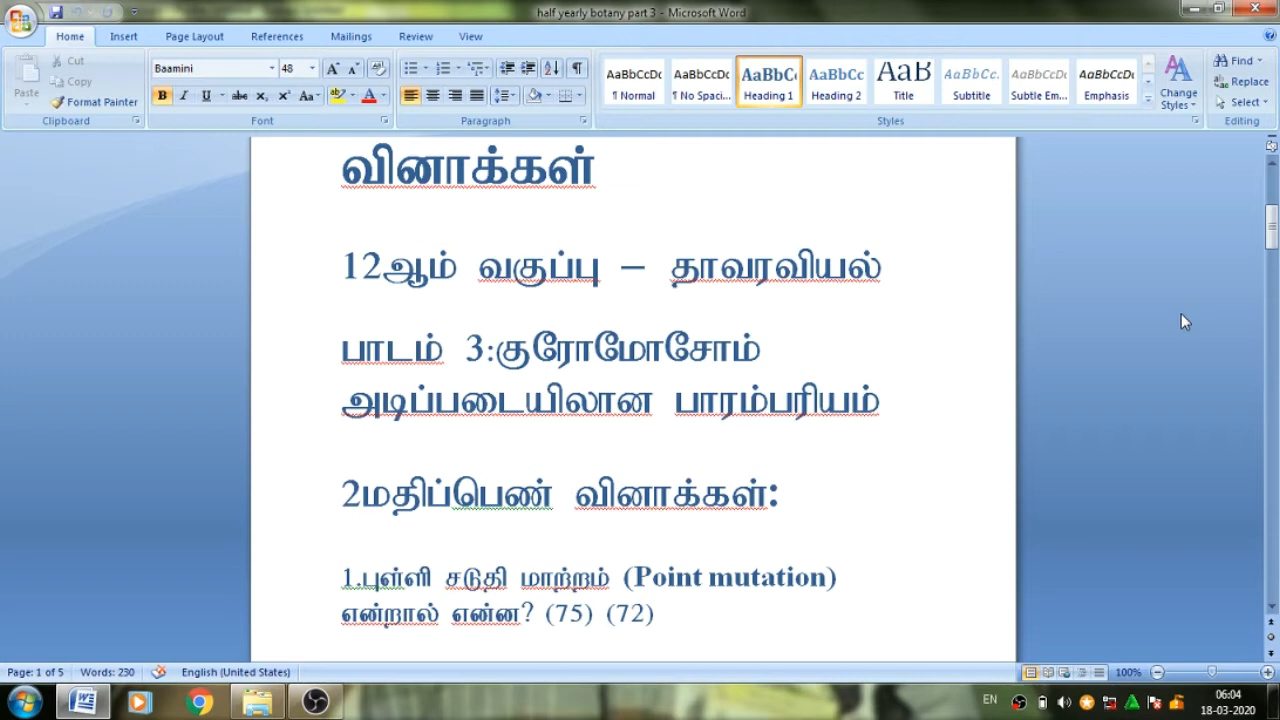 half yearly botany part 3 - Microsoft Word
Home Insert Page Layout References Mailings Review View
Paste
Cut
Copy
Format Painter
Clipboard
Baamini 48
Font
Paragraph
AaBbCcDc AaBbCcDc AaBbC AaBbCc AaB AaBbCc. AaBbCcDc AaBbCcDc
¶ Normal ¶ No Spaci... Heading 1 Heading 2 Title Subtitle Subtle Em... Emphasis
Change Styles
Styles
Find
Replace
Select
Editing
வினாக்கள்
12ஆம் வகுப்பு – தாவரவியல்
பாடம் 3:குரோமோசோம்
அடிப்படையிலான பாரம்பரியம்
2மதிப்பெண் வினாக்கள்:
1.புள்ளி சடுதி மாற்றம் (Point mutation)
என்றால் என்ன? (75) (72)
Page: 1 of 5 Words: 230 English (United States) 100%
EN 06:04
18-03-2020